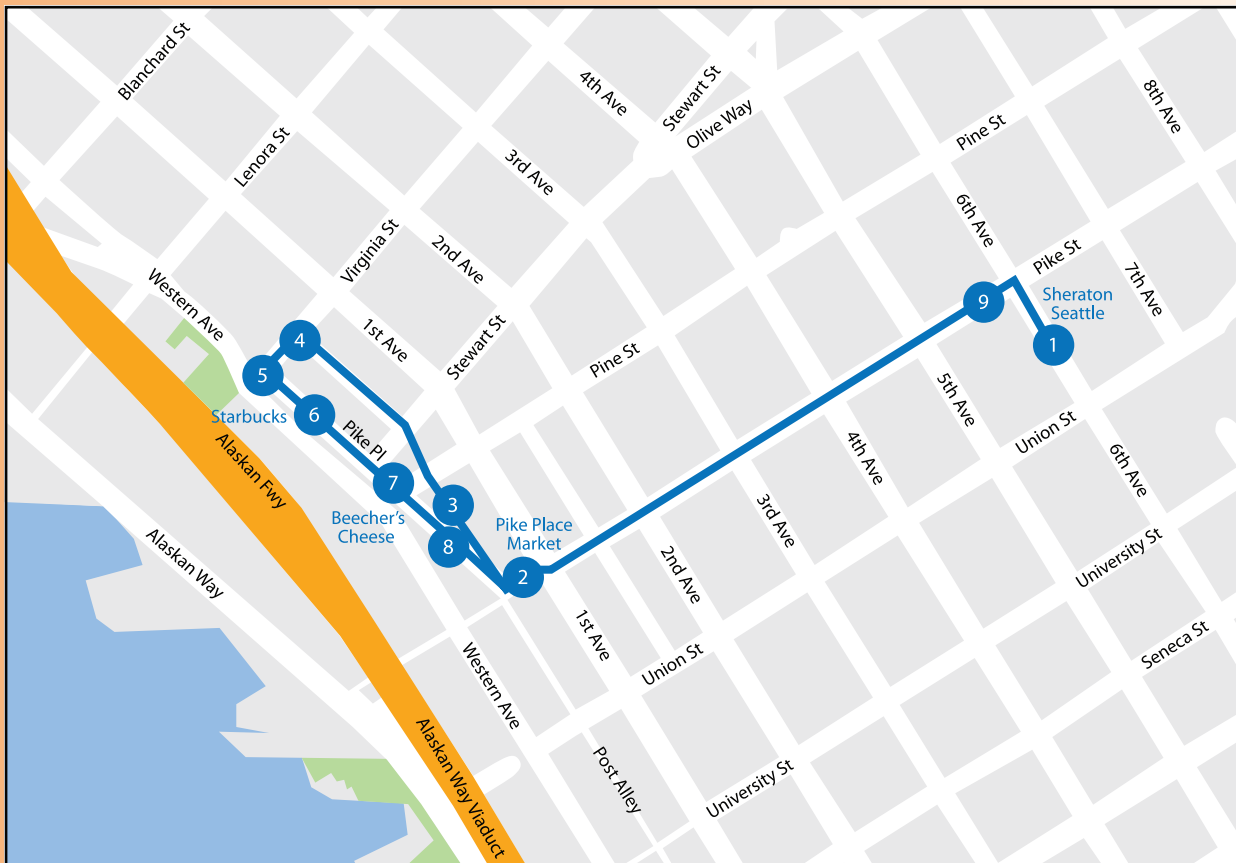 Blanchard St
Lenora St
Virginia St
4th Ave
Stewart St
Olive Way
3rd Ave
2nd Ave
Pine St
8th Ave
6th Ave
Pike St
7th Ave
Sheraton
Seattle
9
1
Western Ave
4
1st Ave
Stewart St
5
Starbucks
6
Pike Pl
Pine St
5th Ave
Union St
4th Ave
6th Ave
Alaskan Fwy
7
3
Beecher's
Cheese
8
Pike Place
Market
2
3rd Ave
2nd Ave
University St
Alaskan Way
1st Ave
Union St
Seneca St
Western Ave
Alaskan Way Viaduct
Post Alley
University St